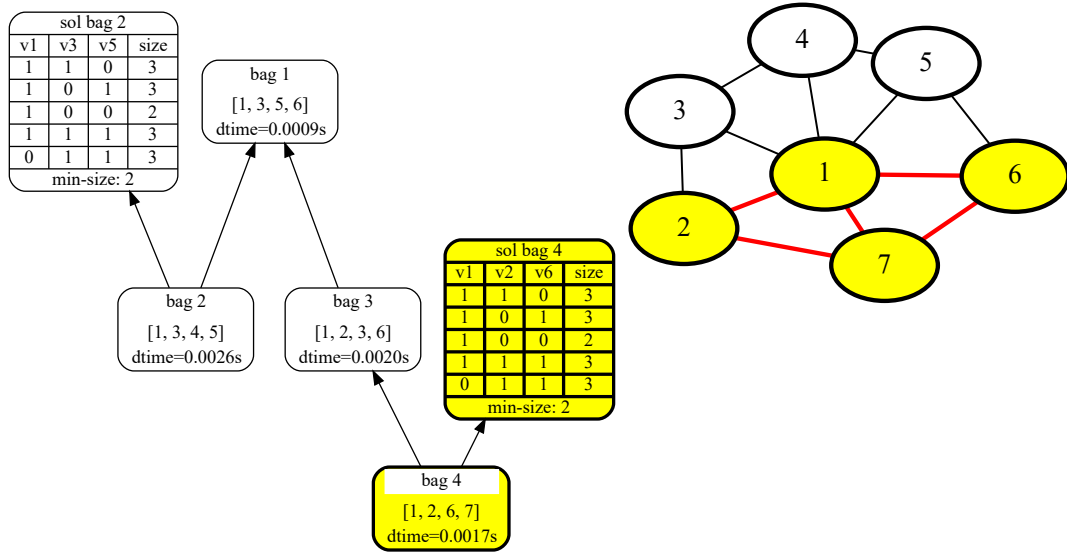 sol bag 2
v1 v3 v5 size
1 1 0 3
1 0 1 3
1 0 0 2
1 1 1 3
0 1 1 3
min-size: 2
bag 1
[1, 3, 5, 6]
dtime=0.0009s
bag 2
[1, 3, 4, 5]
dtime=0.0026s
bag 3
[1, 2, 3, 6]
dtime=0.0020s
sol bag 4
v1 v2 v6 size
1 1 0 3
1 0 1 3
1 0 0 2
1 1 1 3
0 1 1 3
min-size: 2
bag 4
[1, 2, 6, 7]
dtime=0.0017s
4
5
3
1
6
2
7